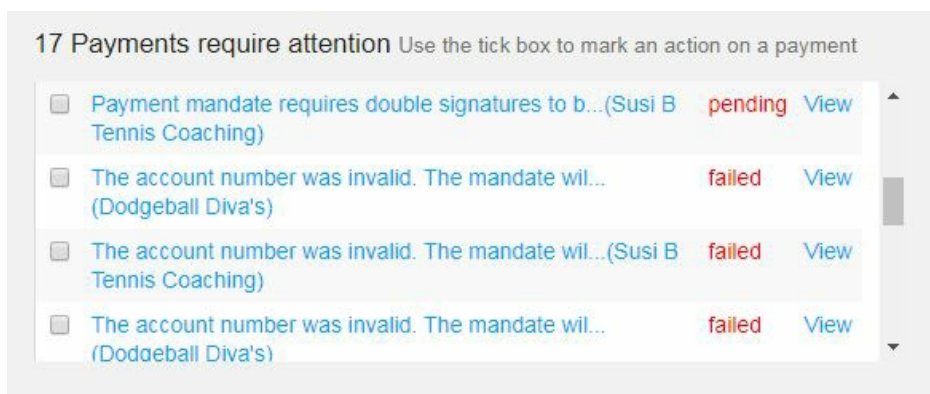 17 Payments require attention Use the tick box to mark an action on a payment
Payment mandate requires double signatures to b...(Susi B pending View
Tennis Coaching)
The account number was invalid. The mandate wil... failed View
(Dodgeball Diva's)
The account number was invalid. The mandate wil...(Susi B failed View
Tennis Coaching)
The account number was invalid. The mandate wil... failed View
(Dodgeball Diva's)